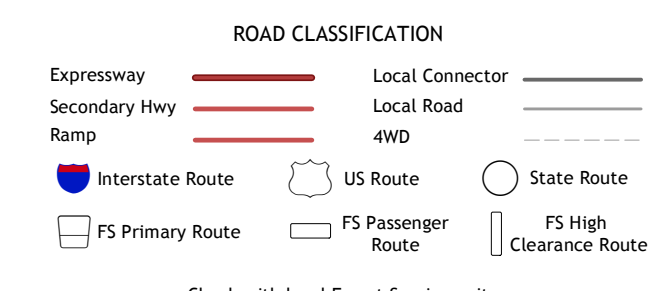 ROAD CLASSIFICATION
Expressway
Local Connector
Secondary Hwy
Local Road
Ramp
4WD
Interstate Route
US Route
State Route
FS Primary Route
FS Passenger
Route
FS High
Clearance Route